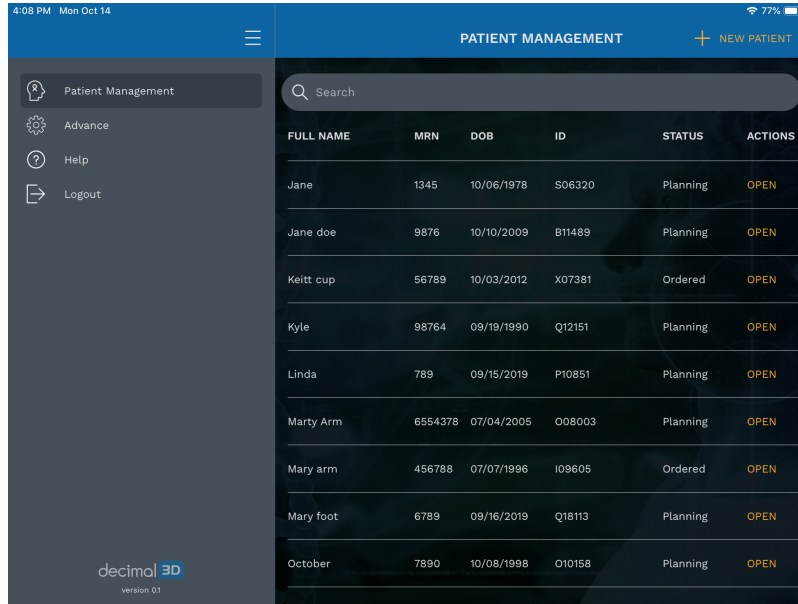 4:08 PM Mon Oct 14 77%
PATIENT MANAGEMENT NEW PATIENT
Patient Management
Advance
Help
Logout
decimal 3D
version 0.1
Search
FULL NAME MRN DOB ID STATUS ACTIONS
Jane 1345 10/06/1978 S06320 Planning OPEN
Jane doe 9876 10/10/2009 B11489 Planning OPEN
Keitt cup 56789 10/03/2012 X07381 Ordered OPEN
Kyle 98764 09/19/1990 Q12151 Planning OPEN
Linda 789 09/15/2019 P10851 Planning OPEN
Marty Arm 6554378 07/04/2005 O08003 Planning OPEN
Mary arm 456788 07/07/1996 I09605 Ordered OPEN
Mary foot 6789 09/16/2019 Q18113 Planning OPEN
October 7890 10/08/1998 O10158 Planning OPEN